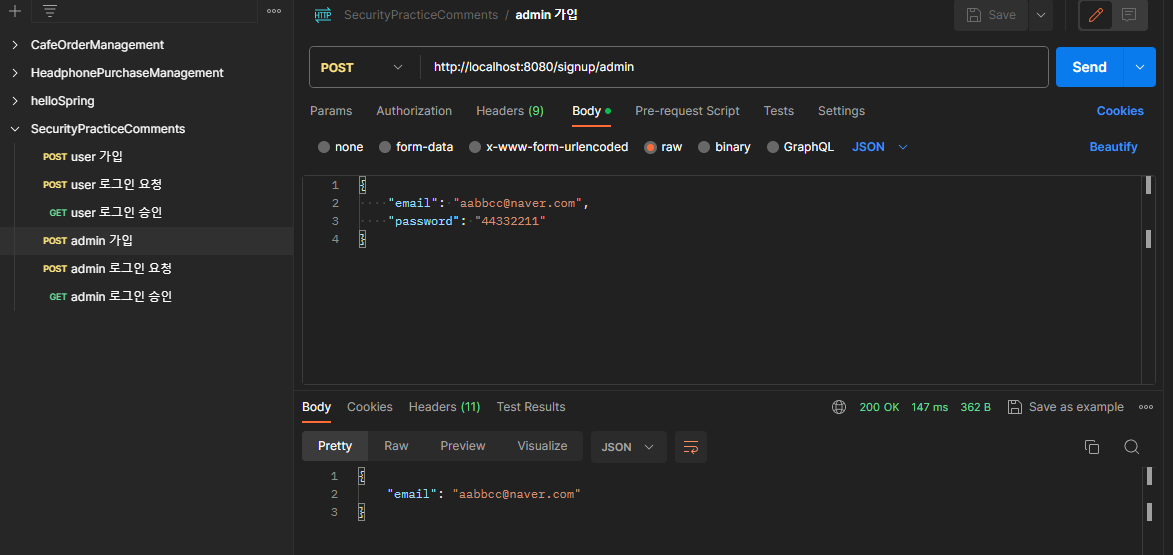 SecurityPracticeComments / admin 가입
Save
CafeOrderManagement
HeadphonePurchaseManagement
helloSpring
SecurityPracticeComments
POST user 가입
POST user 로그인 요청
GET user 로그인 승인
POST admin 가입
POST admin 로그인 요청
GET admin 로그인 승인
POST http://localhost:8080/signup/admin Send
Params Authorization Headers (9) Body Pre-request Script Tests Settings Cookies
none form-data x-www-form-urlencoded raw binary GraphQL JSON Beautify
1 {
2 "email": "aabbcc@naver.com",
3 "password": "44332211"
4 }
Body Cookies Headers (11) Test Results 200 OK 147 ms 362 B Save as example
Pretty Raw Preview Visualize JSON
1 {
2 "email": "aabbcc@naver.com"
3 }